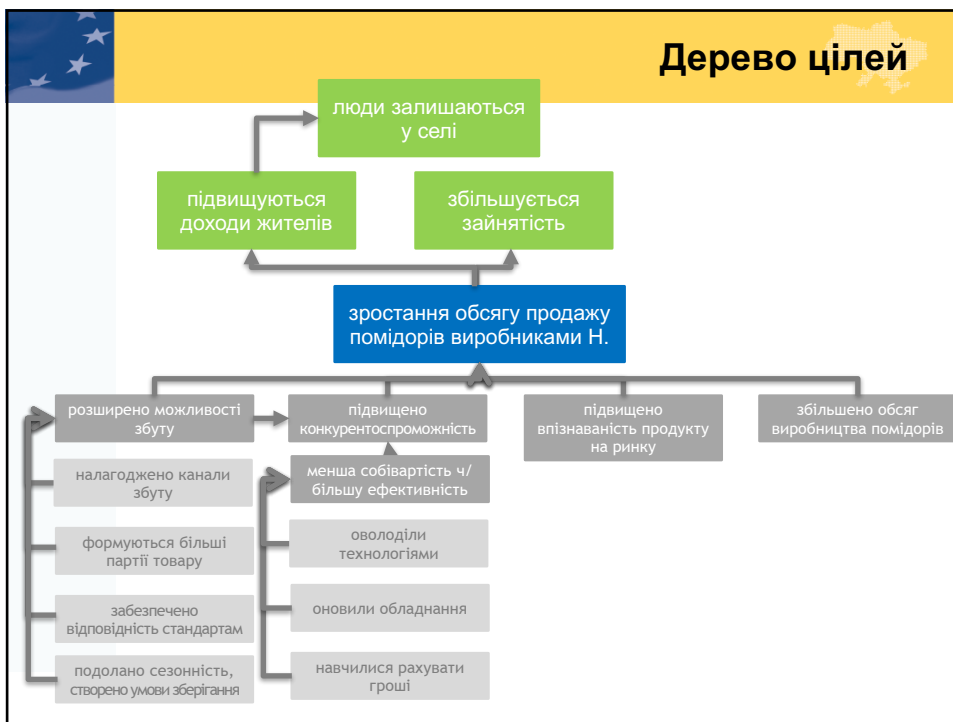 Дерево цілей
люди залишаються
у селі
підвищуються
доходи жителів
збільшується
зайнятість
зростання обсягу продажу
помідорів виробниками Н.
розширено можливості
збуту
підвищено
конкурентоспроможність
підвищено
впізнаваність продукту
на ринку
збільшено обсяг
виробництва помідорів
налагоджено канали
збуту
формуються більші
партії товару
забезпечено
відповідність стандартам
подолано сезонність,
створено умови зберігання
менша собівартість ч/
більшу ефективність
оволоділи
технологіями
оновили обладнання
навчилися рахувати
гроші